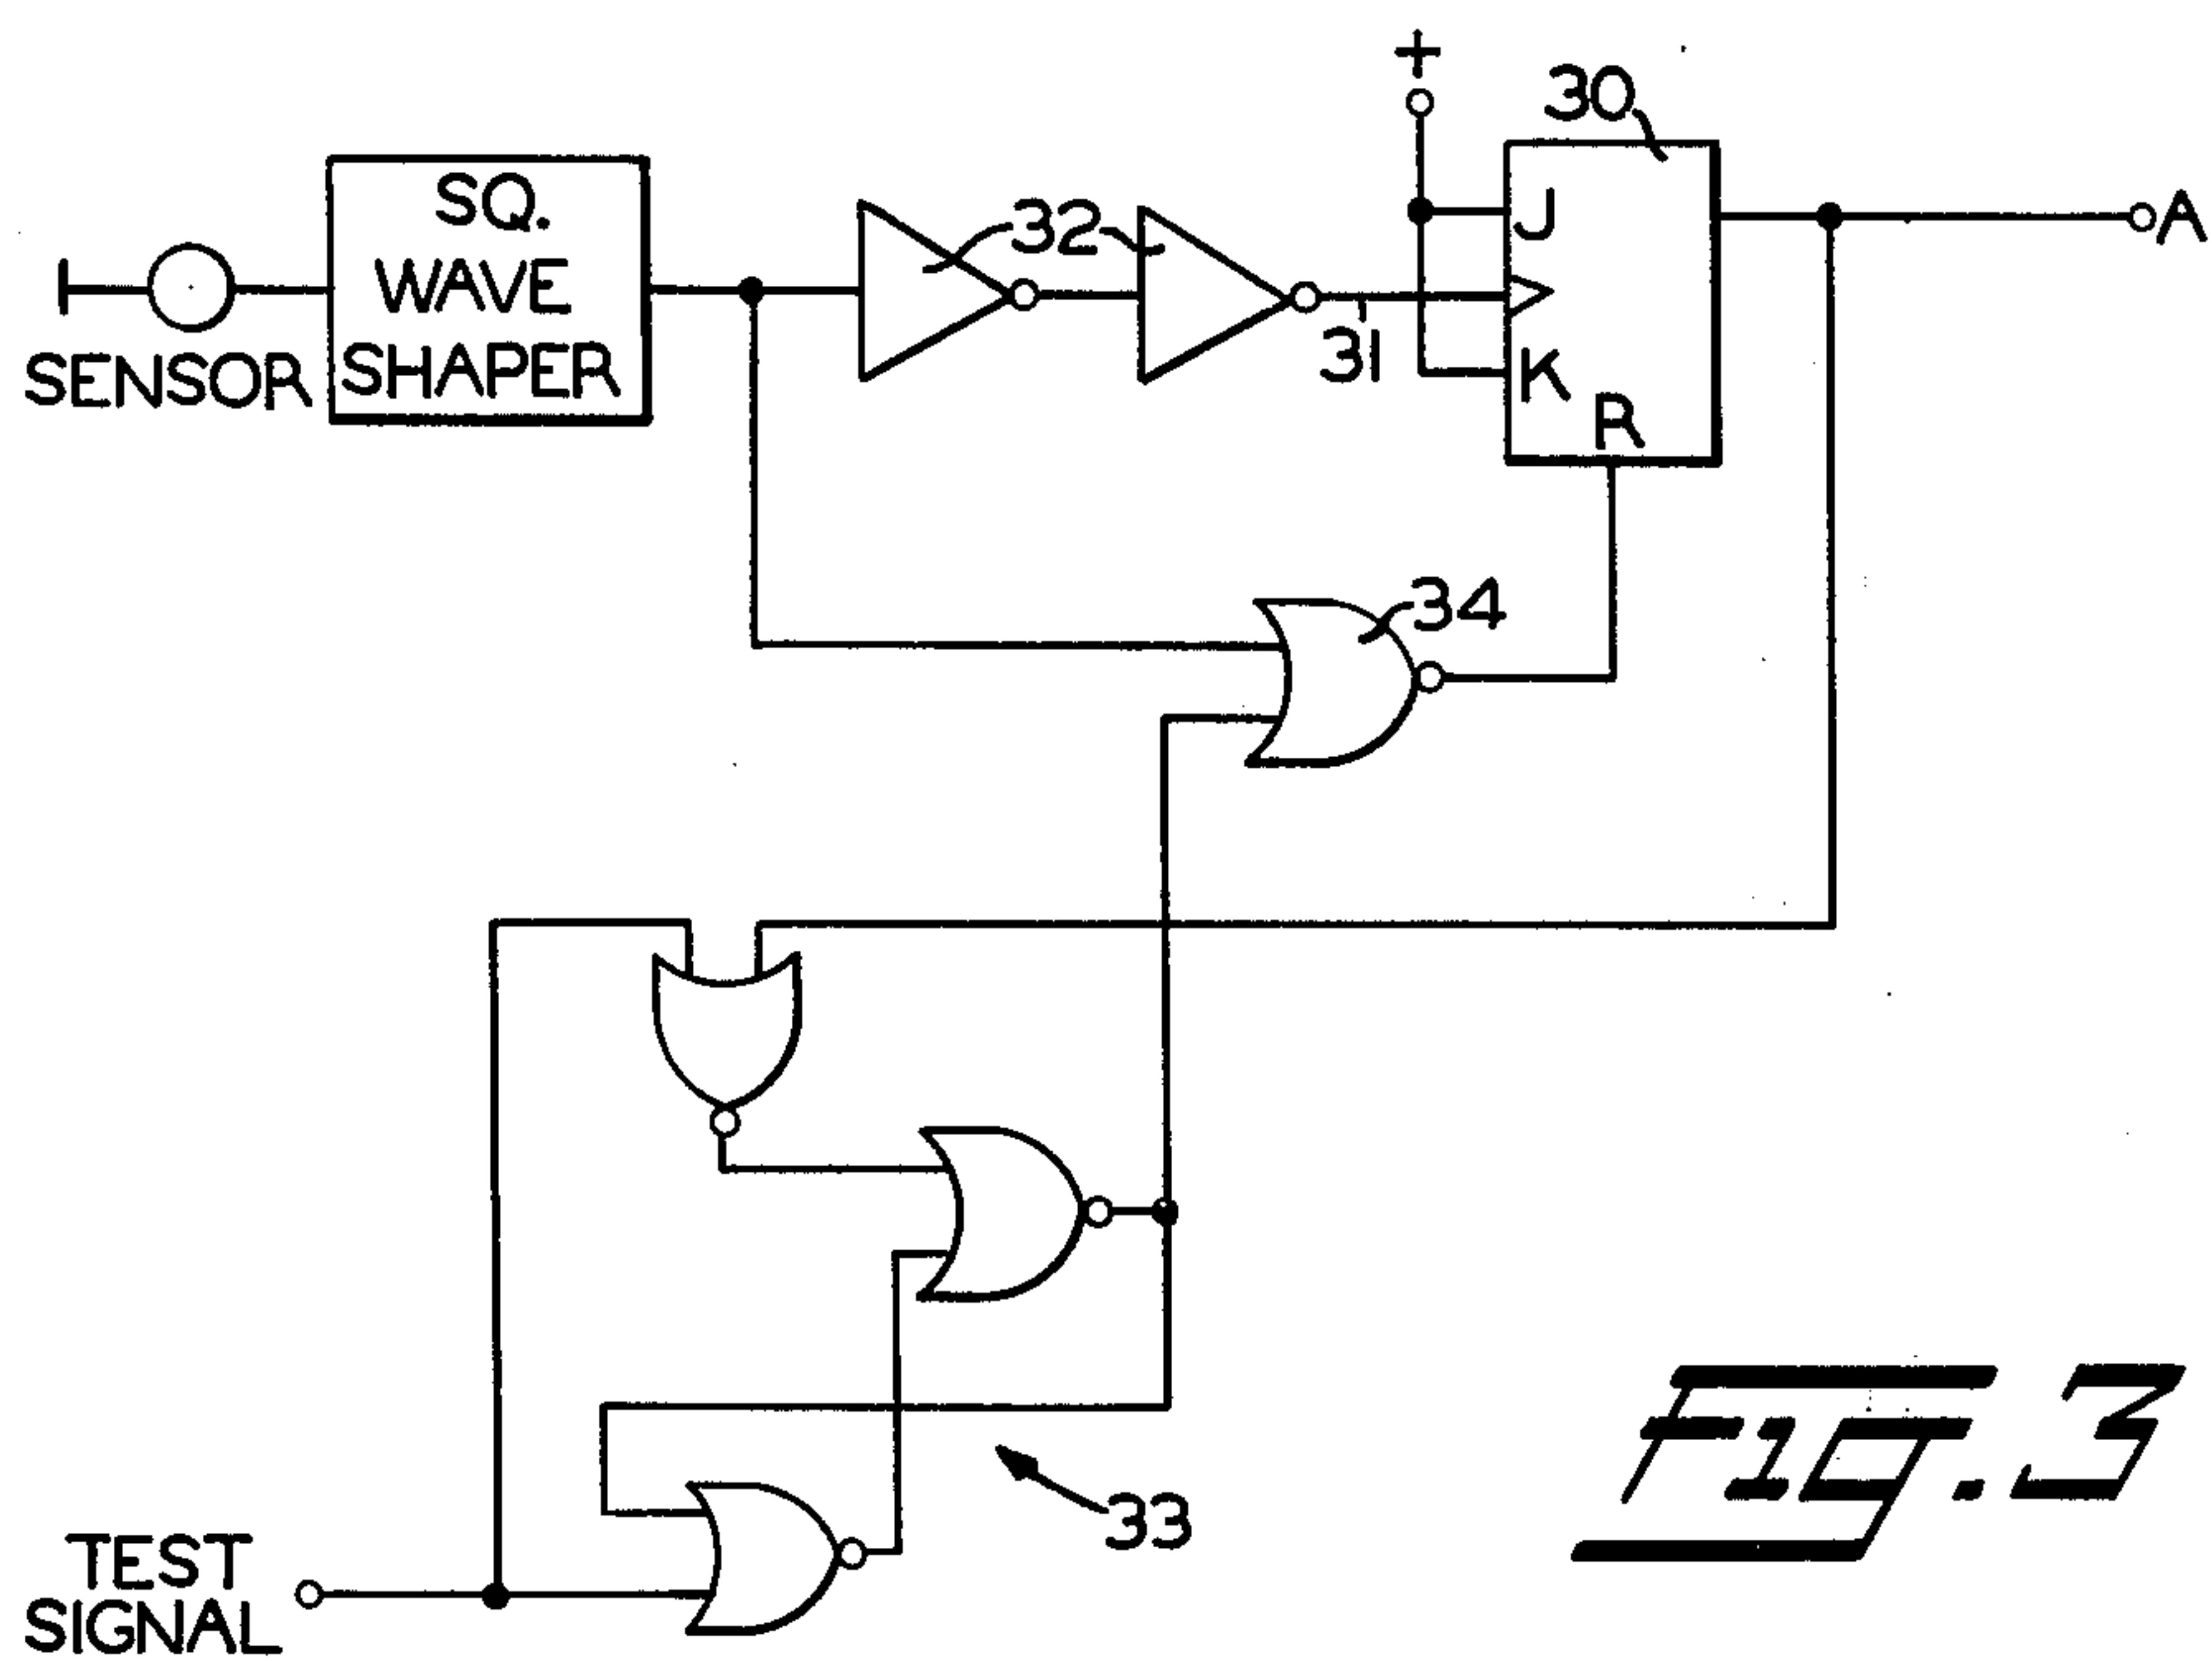 +
30
SQ.
WAVE
SHAPER
SENSOR
32
31
J
K
R
A
34
33
TEST
SIGNAL
Fig. 3